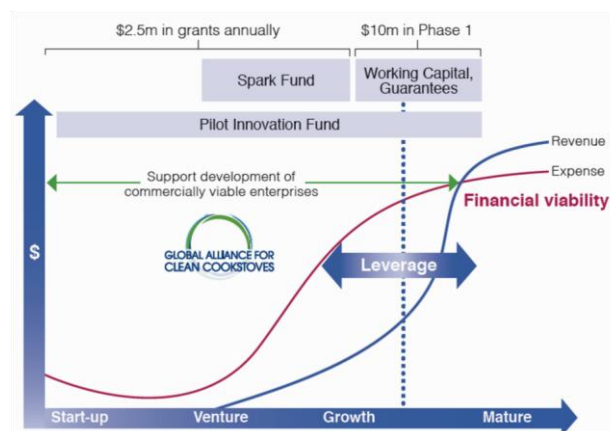 $2.5m in grants annually
$10m in Phase 1
Spark Fund
Working Capital,
Guarantees
Pilot Innovation Fund
Revenue
Expense
Support development of
commercially viable enterprises
Financial viability
GLOBAL ALLIANCE FOR
CLEAN COOKSTOVES
$
Leverage
Start-up
Venture
Growth
Mature